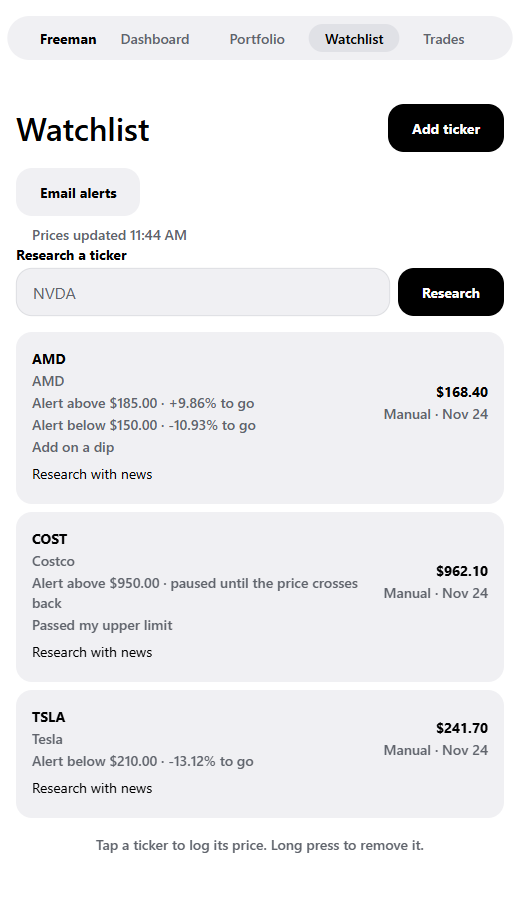 Freeman Dashboard Portfolio Watchlist Trades
Watchlist
Add ticker
Email alerts
Prices updated 11:44 AM
Research a ticker
NVDA
Research
AMD
AMD
Alert above $185.00 · +9.86% to go
Alert below $150.00 · -10.93% to go
Add on a dip
Research with news
$168.40
Manual · Nov 24
COST
Costco
Alert above $950.00 · paused until the price crosses
back
Passed my upper limit
Research with news
$962.10
Manual · Nov 24
TSLA
Tesla
Alert below $210.00 · -13.12% to go
Research with news
$241.70
Manual · Nov 24
Tap a ticker to log its price. Long press to remove it.